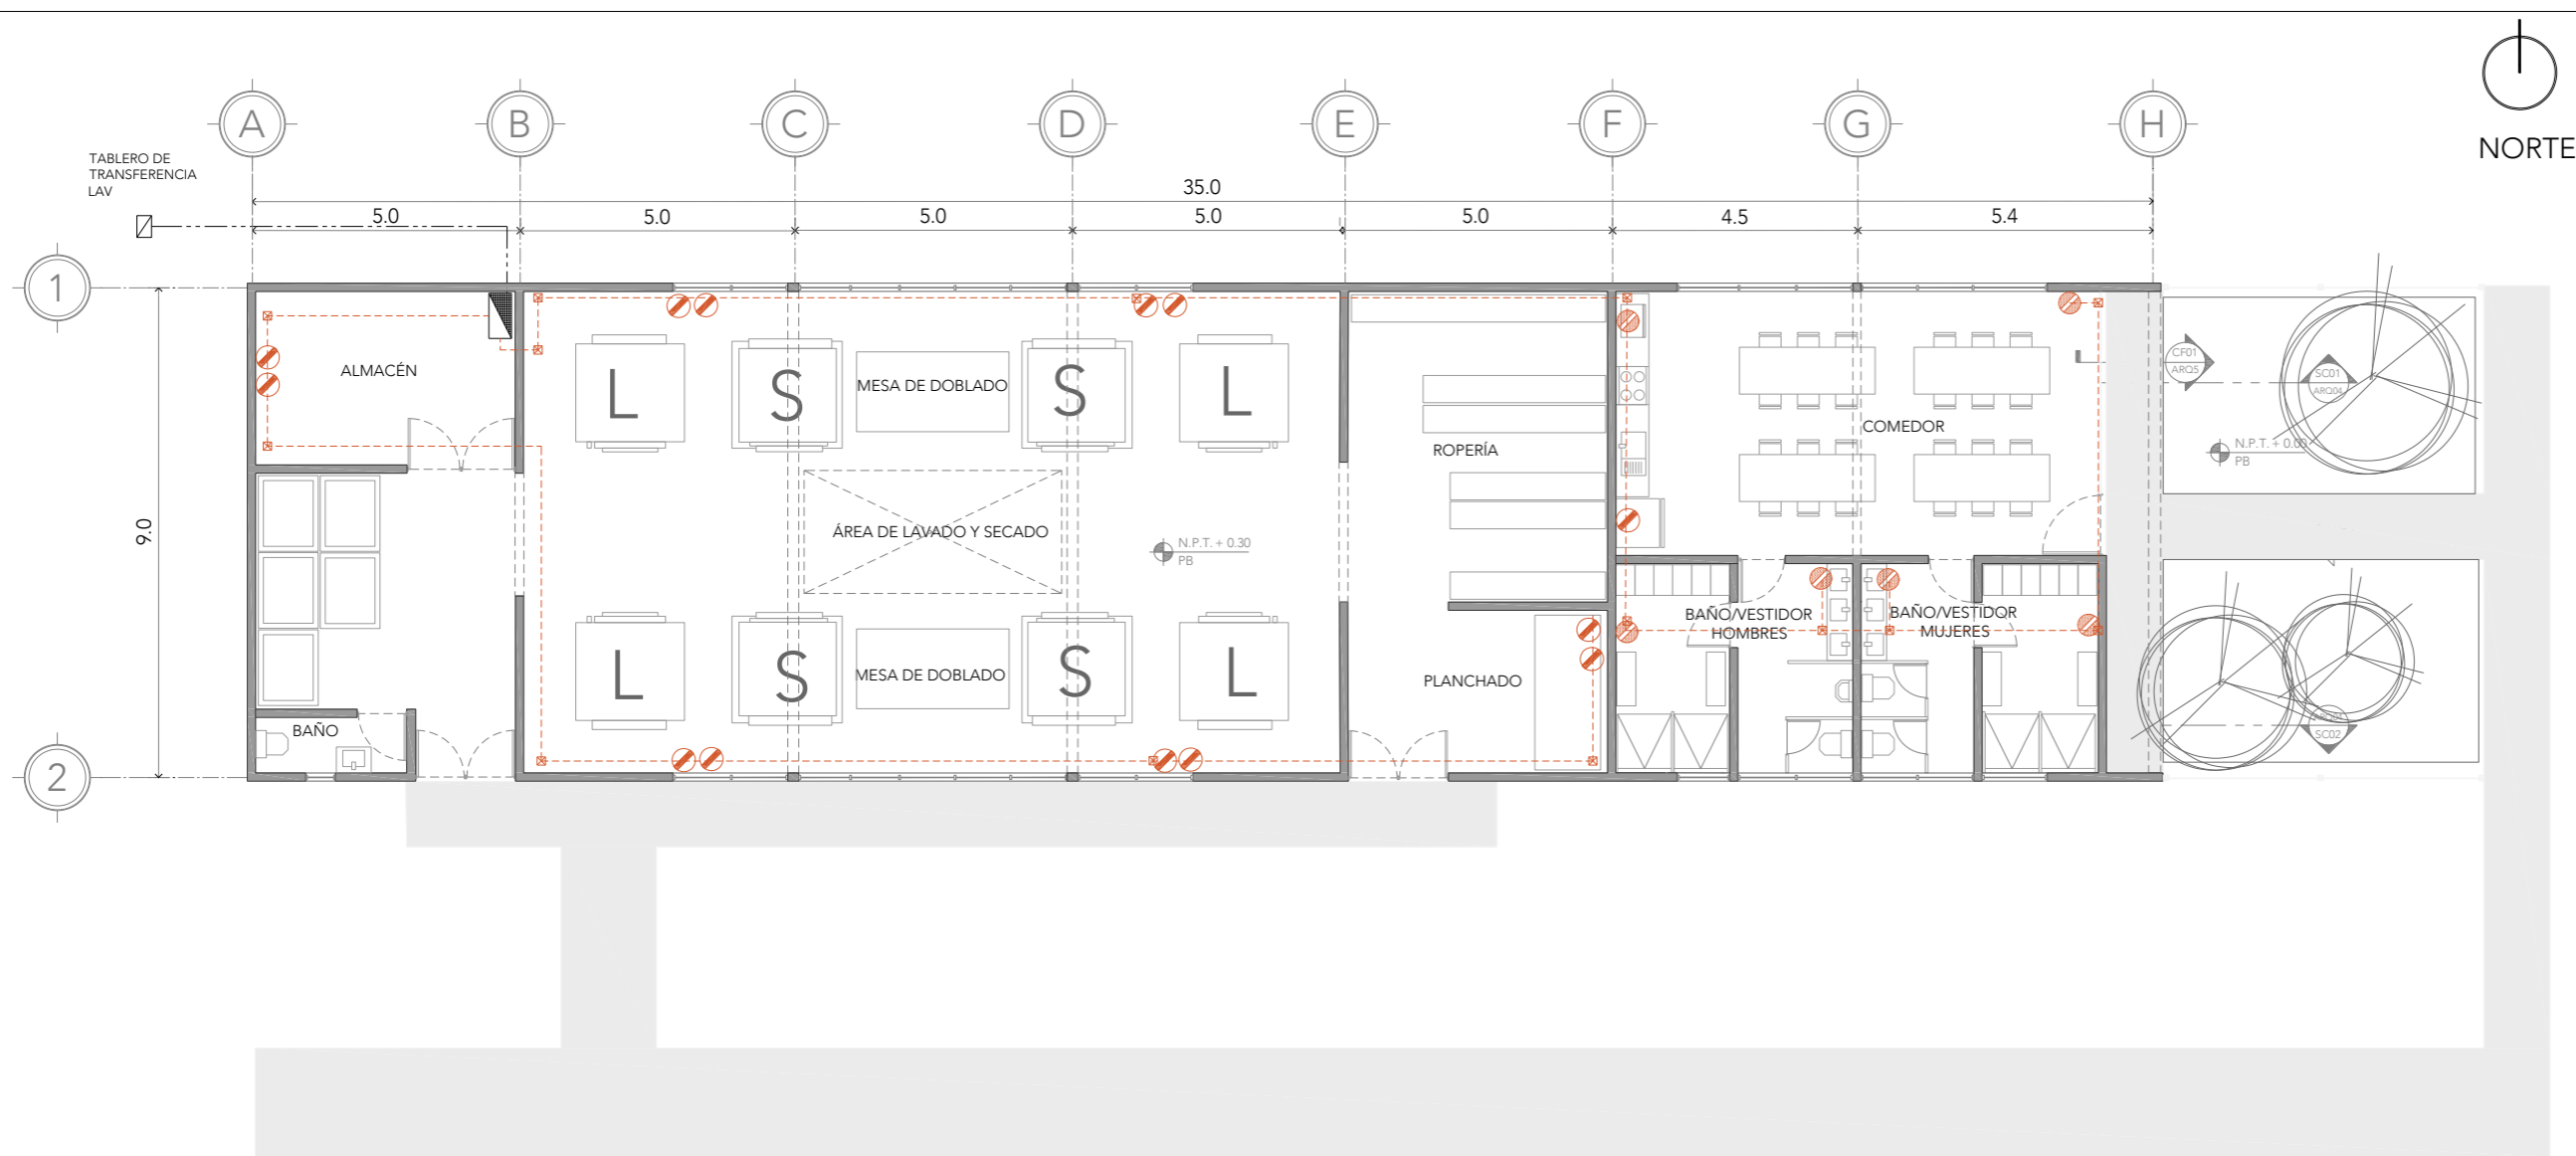 A
B
C
D
E
F
G
H
NORTE
TABLERO DE
TRANSFERENCIA
LAV
35.0
5.0
5.0
5.0
5.0
5.0
4.5
5.4
1
9.0
2
ALMACÉN
L
S
MESA DE DOBLADO
S
L
ROPERÍA
COMEDOR
CF01
ARQ5
SC01
ARQ04
N.P.T. + 0.00
PB
ÁREA DE LAVADO Y SECADO
N.P.T. + 0.30
PB
BAÑO/VESTIDOR
HOMBRES
BAÑO/VESTIDOR
MUJERES
L
S
MESA DE DOBLADO
S
L
PLANCHADO
BAÑO
SC02